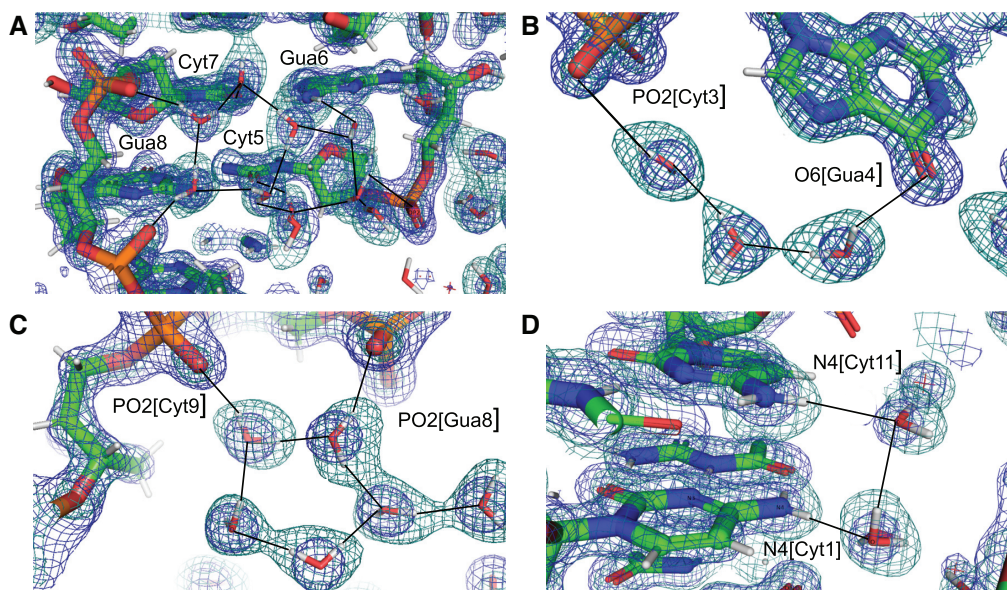 A
Cyt7
Gua6
Gua8
Cyt5
B
PO2[Cyt3]
O6[Gua4]
C
PO2[Cyt9]
PO2[Gua8]
D
N4[Cyt11]
N4[Cyt1]